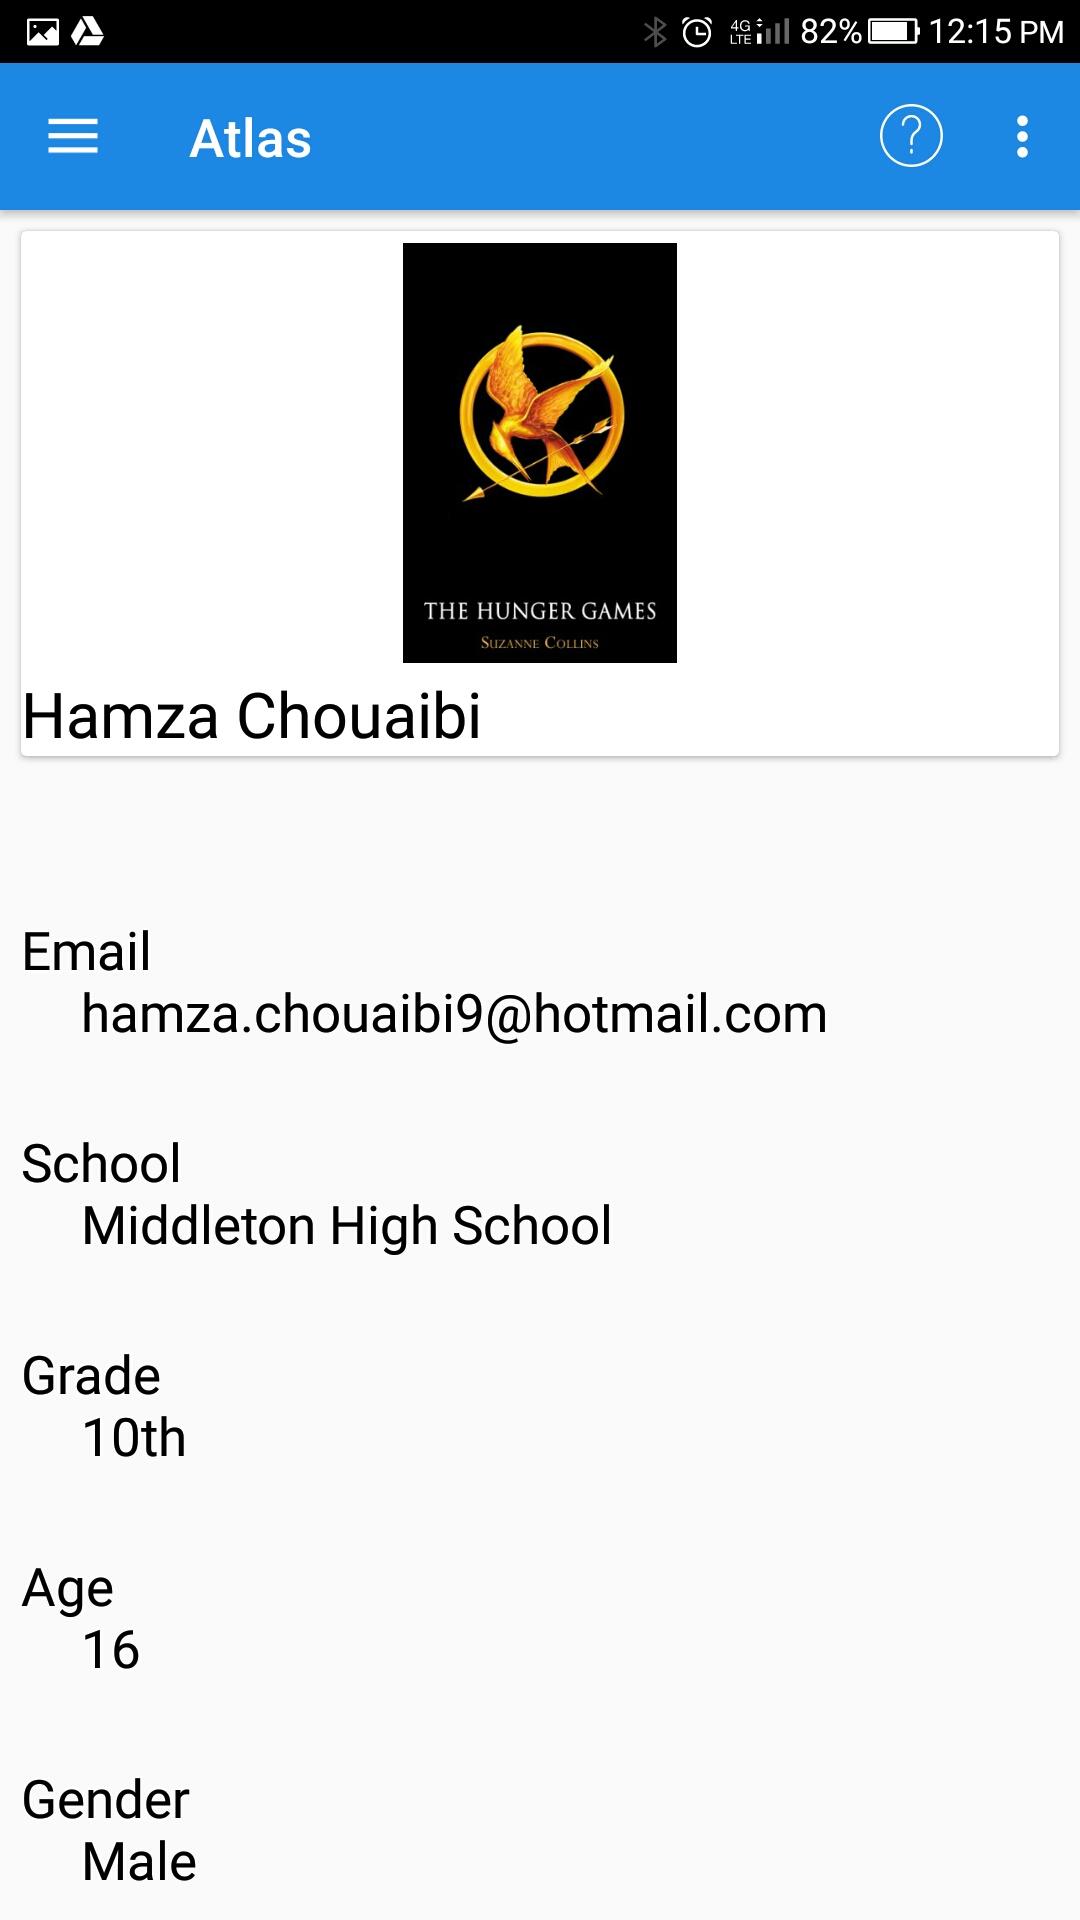 4G LTE 82% 12:15 PM
Atlas
THE HUNGER GAMES
SUZANNE COLLINS
Hamza Chouaibi
Email
hamza.chouaibi9@hotmail.com
School
Middleton High School
Grade
10th
Age
16
Gender
Male